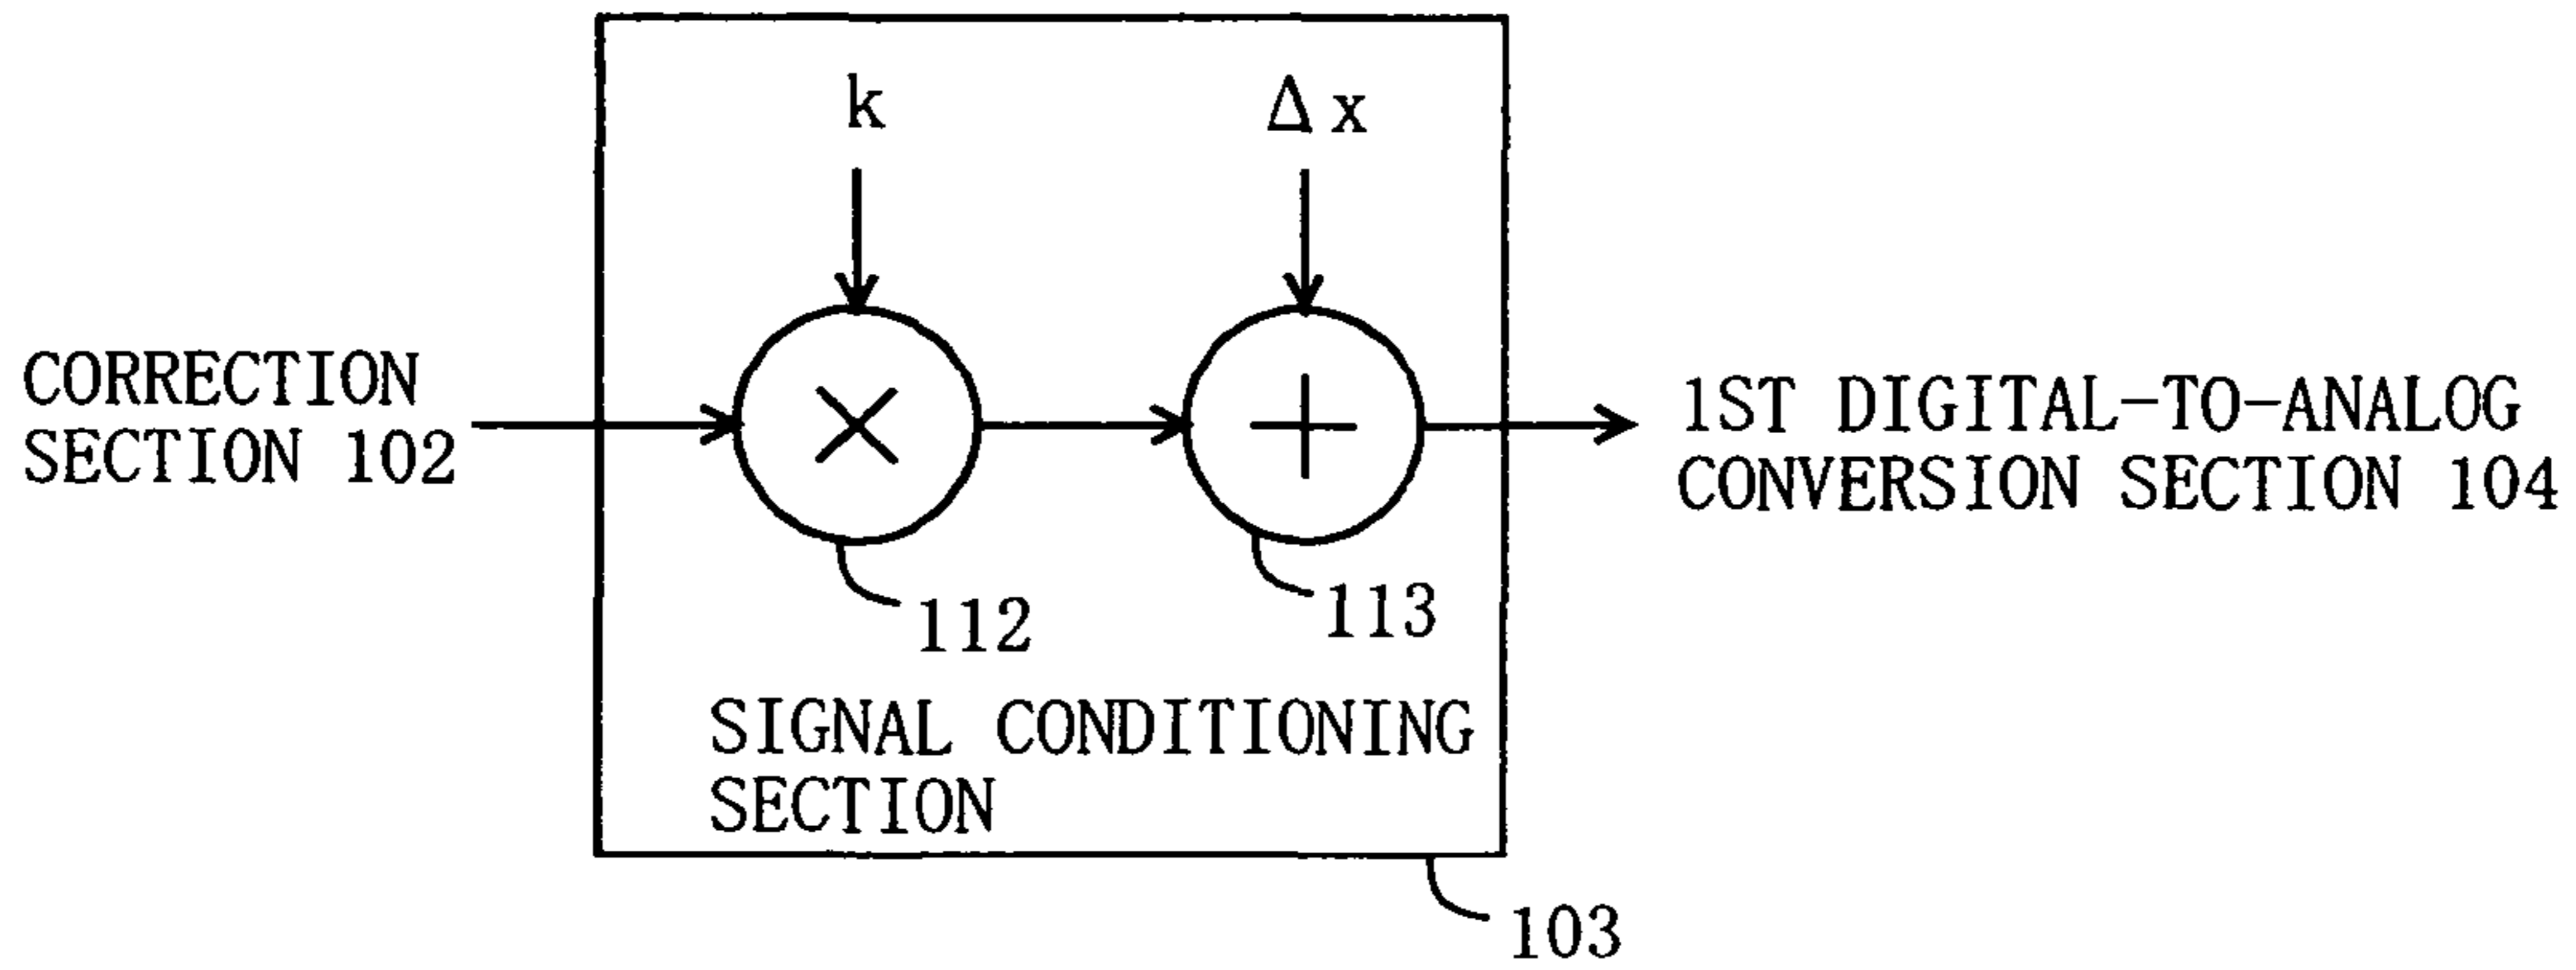 k
Δx
CORRECTION
SECTION 102
×
+
1ST DIGITAL-TO-ANALOG
CONVERSION SECTION 104
112
113
SIGNAL CONDITIONING
SECTION
103